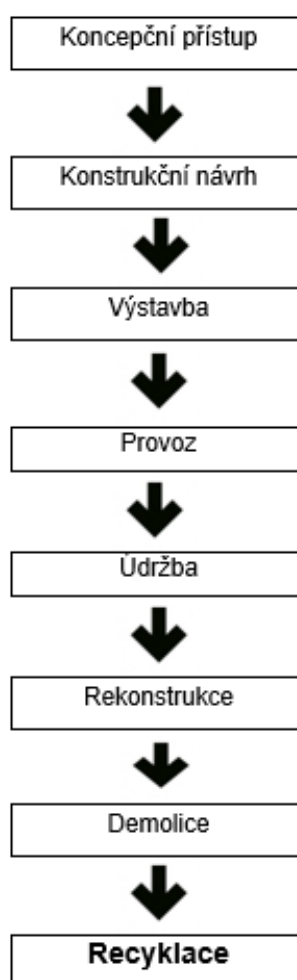 Koncepční přístup
Konstrukční návrh
Výstavba
Provoz
Údržba
Rekonstrukce
Demolice
Recyklace